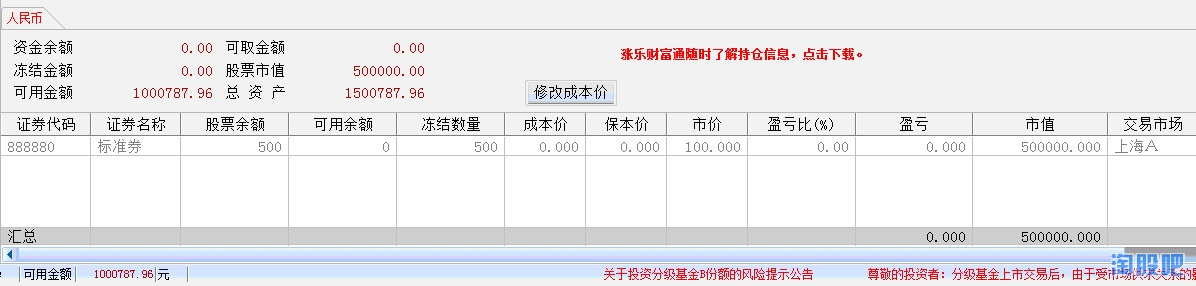 人民币
资金余额 0.00 可取金额 0.00
涨乐财富通随时了解持仓信息，点击下载。
冻结金额 0.00 股票市值 500000.00
可用金额 1000787.96 总 资 产 1500787.96
修改成本价
证券代码 证券名称 股票余额 可用余额 冻结数量 成本价 保本价 市价 盈亏比(%) 盈亏 市值 交易市场
888880 标准券 500 0 500 0.000 0.000 100.000 0.00 0.000 500000.000 上海A
汇总 0.000 500000.000
可用金额 1000787.96 元 关于投资分级基金B份额的风险提示公告 尊敬的投资者：分级基金上市交易后，由于受市场供求关系的影
淘股吧